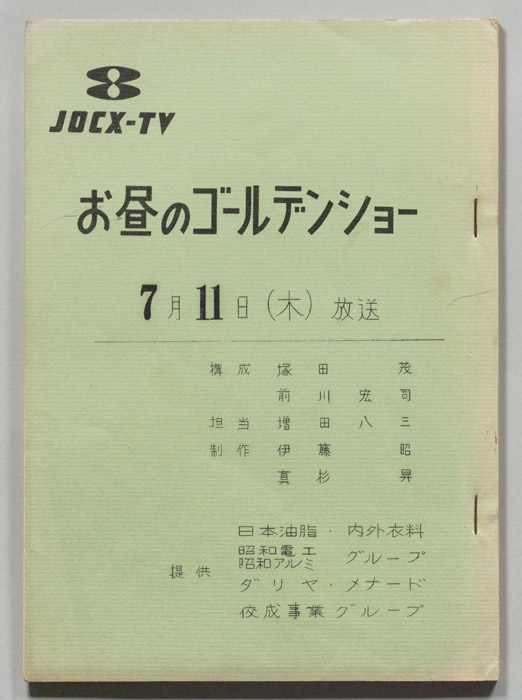 JOCX-TV
お昼のゴールデンショー
7月11日(木)放送
構成 塚田 茂
前川宏司
担当 増田八三
制作 伊藤 昭
真杉 昇
提供
日本油脂・内外衣料
昭和電工
昭和アルミ グループ
ダリヤ・メナード
佼成事業グループ